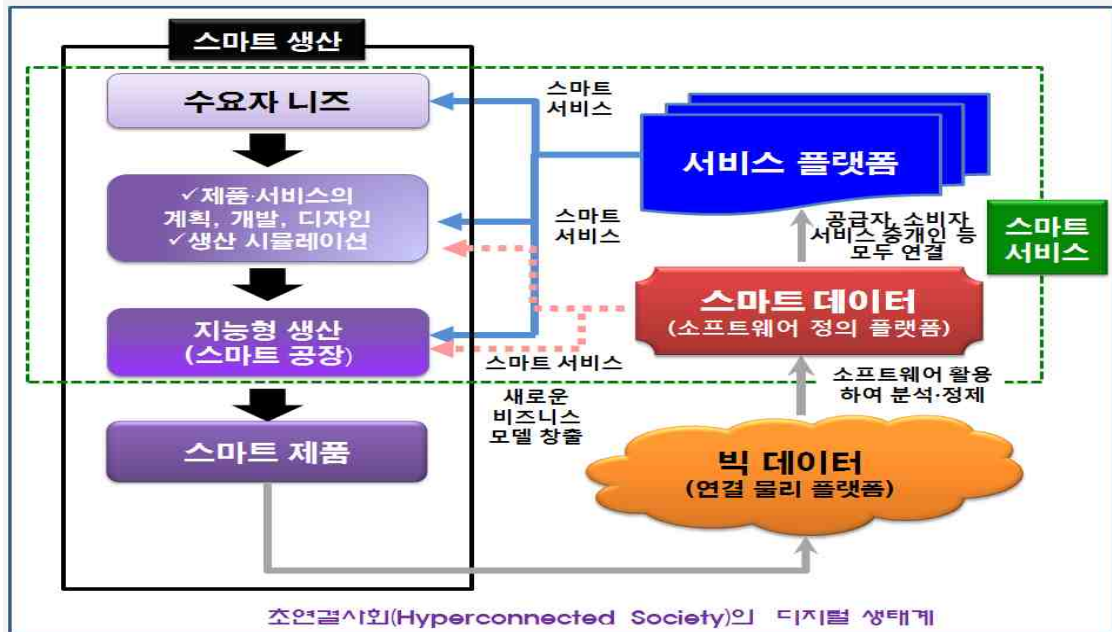 스마트 생산
수요자 니즈
✓제품·서비스의
계획, 개발, 디자인
✓생산 시뮬레이션
지능형 생산
(스마트 공장)
스마트 제품
스마트
서비스
스마트
서비스
스마트 서비스
새로운
비즈니스
모델 창출
서비스 플랫폼
공급자, 소비자
서비스 중개인 등
모두 연결
스마트
서비스
스마트 데이터
(소프트웨어 정의 플랫폼)
소프트웨어 활용
하여 분석·정제
빅 데이터
(연결 물리 플랫폼)
초연결사회(Hyperconnected Society)의 디지털 생태계